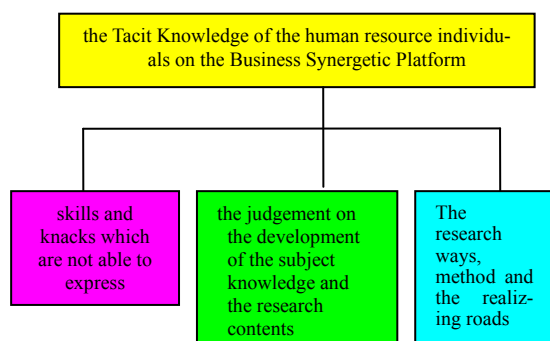 the Tacit Knowledge of the human resource individu-
als on the Business Synergetic Platform
skills and
knacks which
are not able to
express
the judgement on
the development
of the subject
knowledge and
the research
contents
The
research
ways,
method and
the realiz-
ing roads